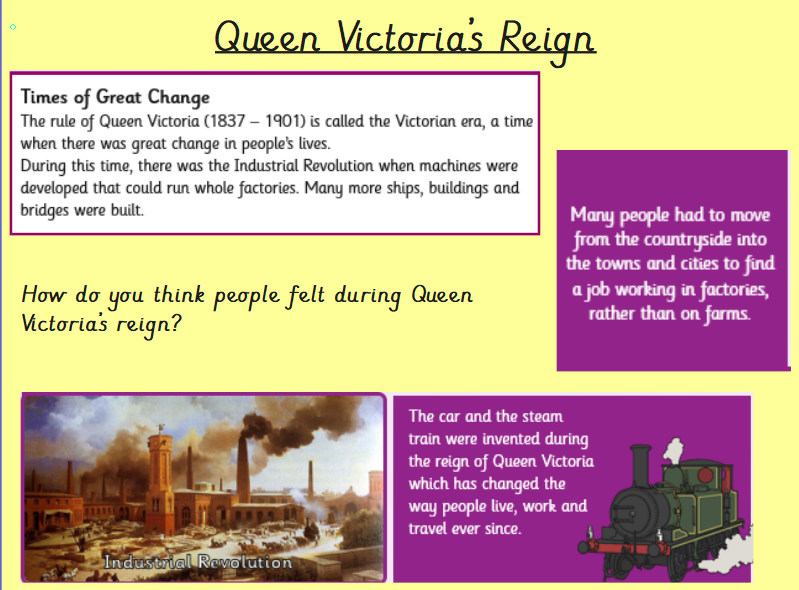 Queen Victoria's Reign
Times of Great Change
The rule of Queen Victoria (1837 – 1901) is called the Victorian era, a time
when there was great change in people's lives.
During this time, there was the Industrial Revolution when machines were
developed that could run whole factories. Many more ships, buildings and
bridges were built.
Many people had to move
from the countryside into
the towns and cities to find
a job working in factories,
rather than on farms.
How do you think people felt during Queen
Victoria's reign?
Industrial Revolution
The car and the steam
train were invented during
the reign of Queen Victoria
which has changed the
way people live, work and
travel ever since.